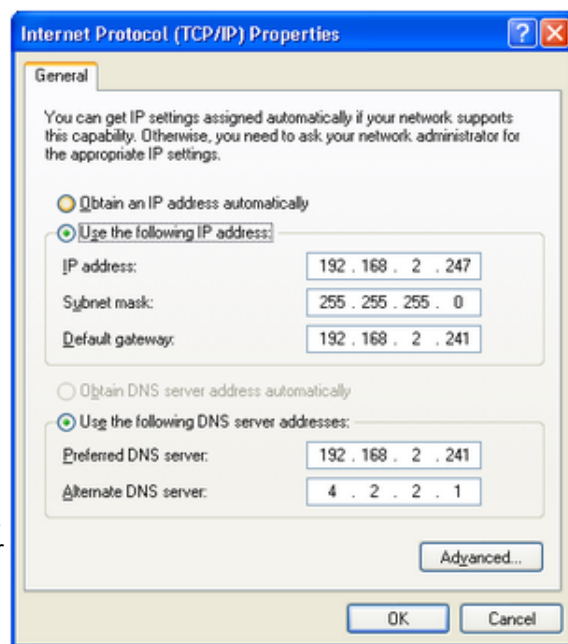 Internet Protocol (TCP/IP) Properties
General
You can get IP settings assigned automatically if your network supports
this capability. Otherwise, you need to ask your network administrator for
the appropriate IP settings.
Obtain an IP address automatically
Use the following IP address:
IP address: 192 . 168 . 2 . 247
Subnet mask: 255 . 255 . 255 . 0
Default gateway: 192 . 168 . 2 . 241
Obtain DNS server address automatically
Use the following DNS server addresses:
Preferred DNS server: 192 . 168 . 2 . 241
Alternate DNS server: 4 . 2 . 2 . 1
Advanced...
OK Cancel